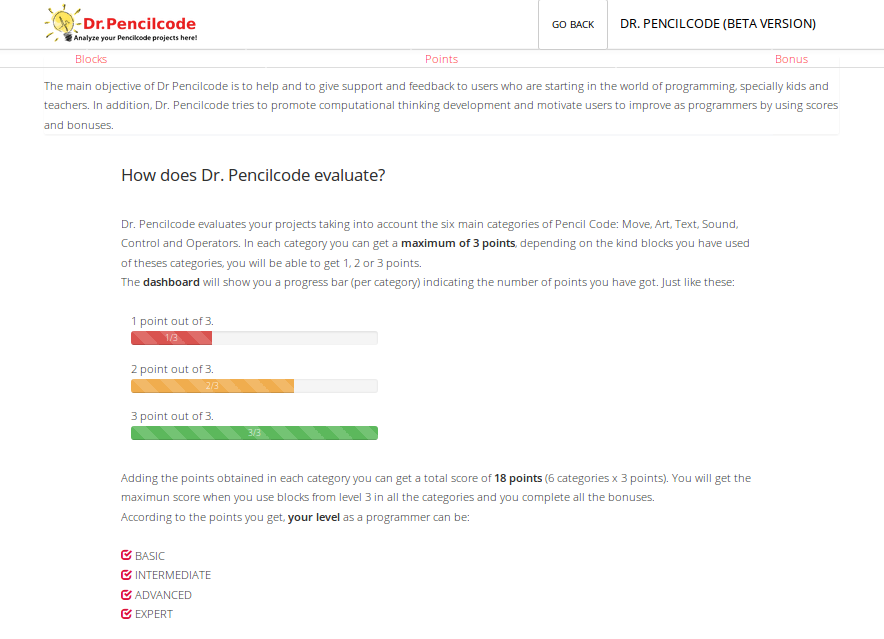 Dr.Pencilcode
Analyze your Pencilcode projects here!
GO BACK
DR. PENCILCODE (BETA VERSION)
Blocks
Points
Bonus
The main objective of Dr Pencilcode is to help and to give support and feedback to users who are starting in the world of programming, specially kids and
teachers. In addition, Dr. Pencilcode tries to promote computational thinking development and motivate users to improve as programmers by using scores
and bonuses.
How does Dr. Pencilcode evaluate?
Dr. Pencilcode evaluates your projects taking into account the six main categories of Pencil Code: Move, Art, Text, Sound,
Control and Operators. In each category you can get a maximum of 3 points, depending on the kind blocks you have used
of theses categories, you will be able to get 1, 2 or 3 points.
The dashboard will show you a progress bar (per category) indicating the number of points you have got. Just like these:
1 point out of 3.
1/3
2 point out of 3.
2/3
3 point out of 3.
3/3
Adding the points obtained in each category you can get a total score of 18 points (6 categories x 3 points). You will get the
maximun score when you use blocks from level 3 in all the categories and you complete all the bonuses.
According to the points you get, your level as a programmer can be:
BASIC
INTERMEDIATE
ADVANCED
EXPERT